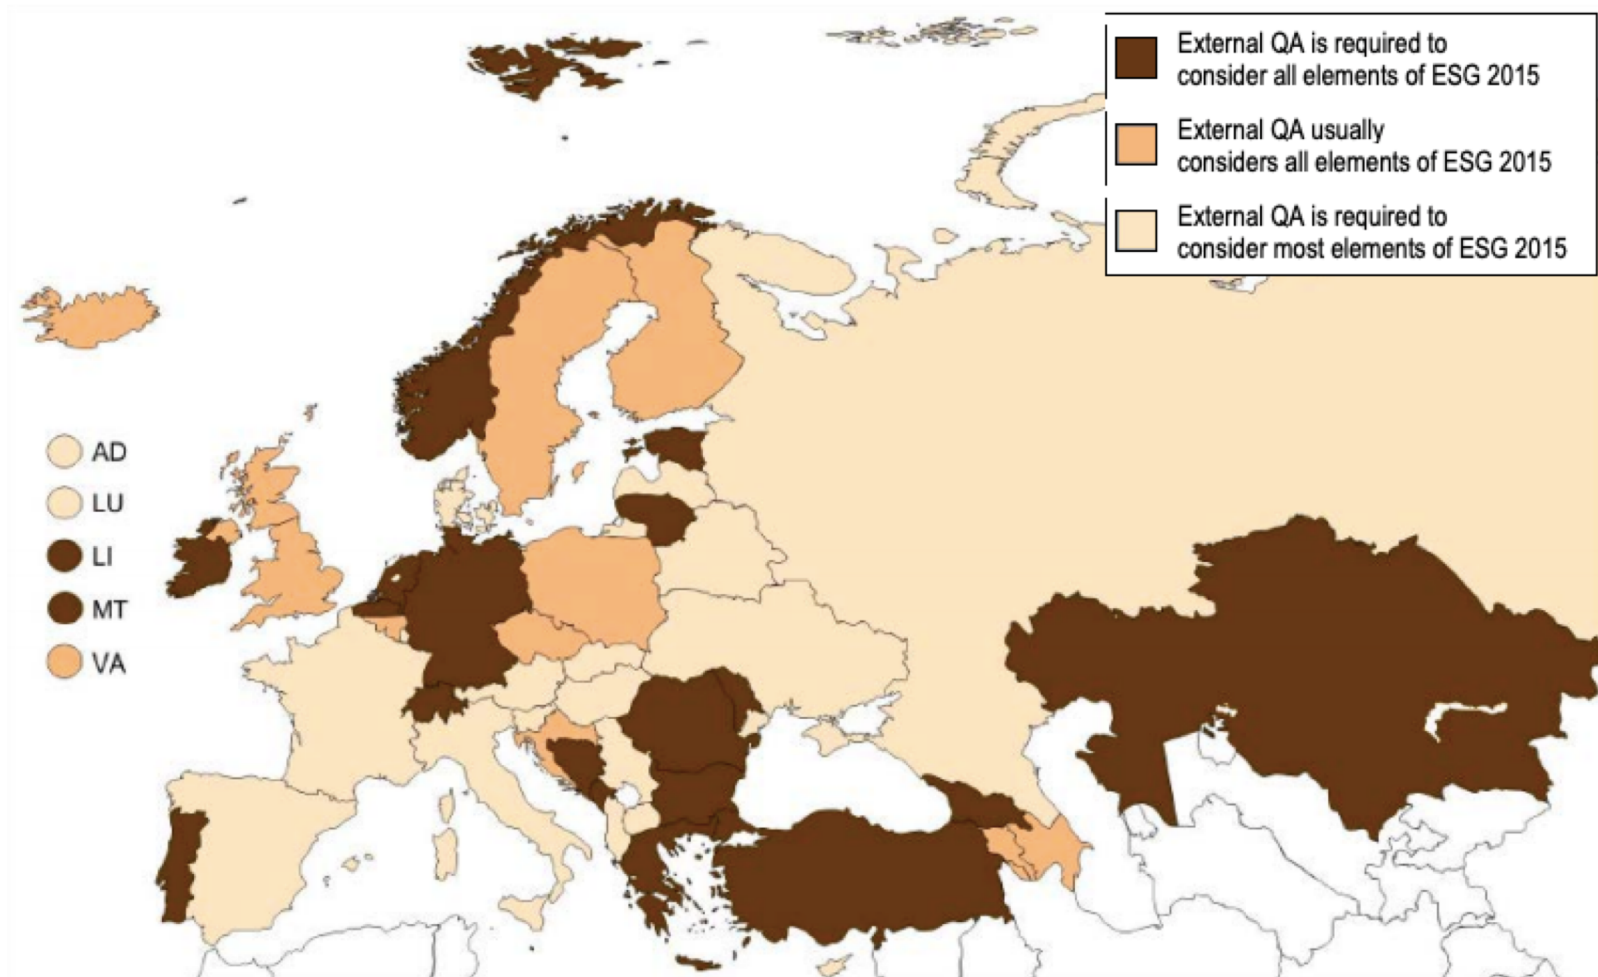 External QA is required to
consider all elements of ESG 2015
External QA usually
considers all elements of ESG 2015
External QA is required to
consider most elements of ESG 2015
AD
LU
LI
MT
VA